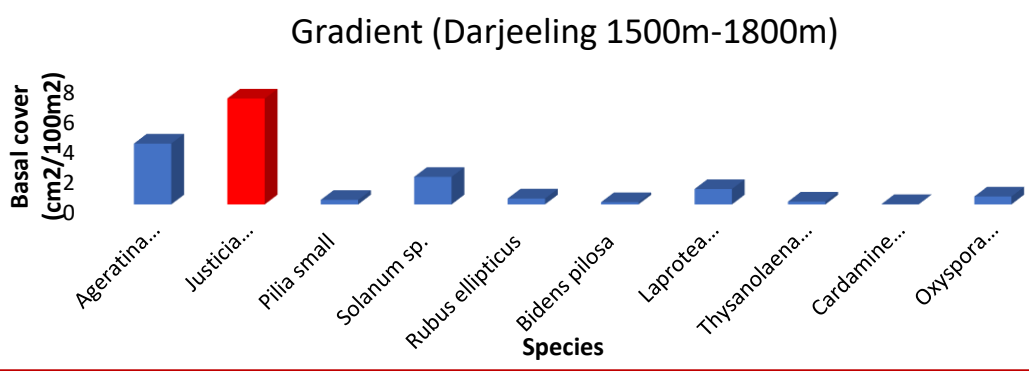 Gradient (Darjeeling 1500m-1800m)
Basal cover
(cm2/100m2)
8
6
4
2
0
Ageratina...
Justicia...
Pilia small
Solanum sp.
Rubus ellipticus
Bidens pilosa
Laprotea...
Thysanolaena...
Cardamine...
Oxyspora...
Species